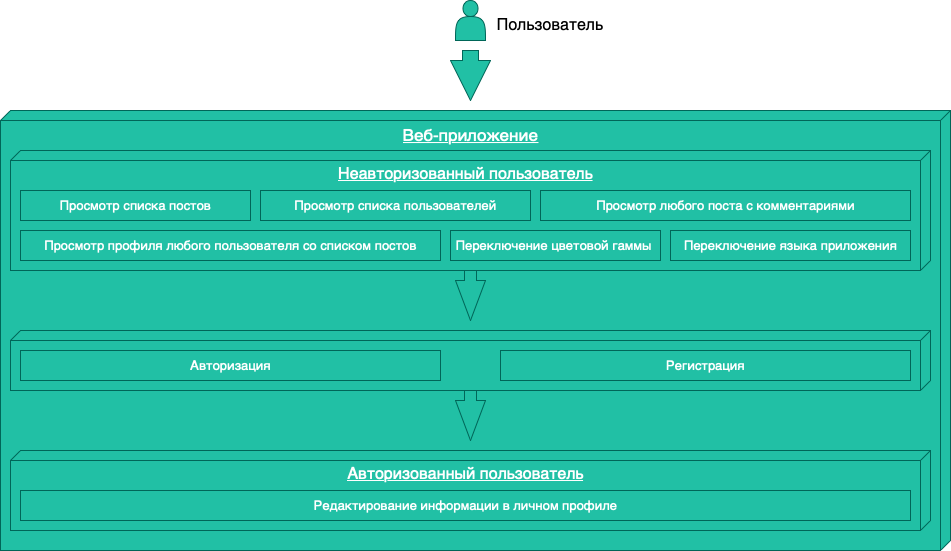 Пользователь
Веб-приложение
Неавторизованный пользователь
Просмотр списка постов
Просмотр списка пользователей
Просмотр любого поста с комментариями
Просмотр профиля любого пользователя со списком постов
Переключение цветовой гаммы
Переключение языка приложения
Авторизация
Регистрация
Авторизованный пользователь
Редактирование информации в личном профиле